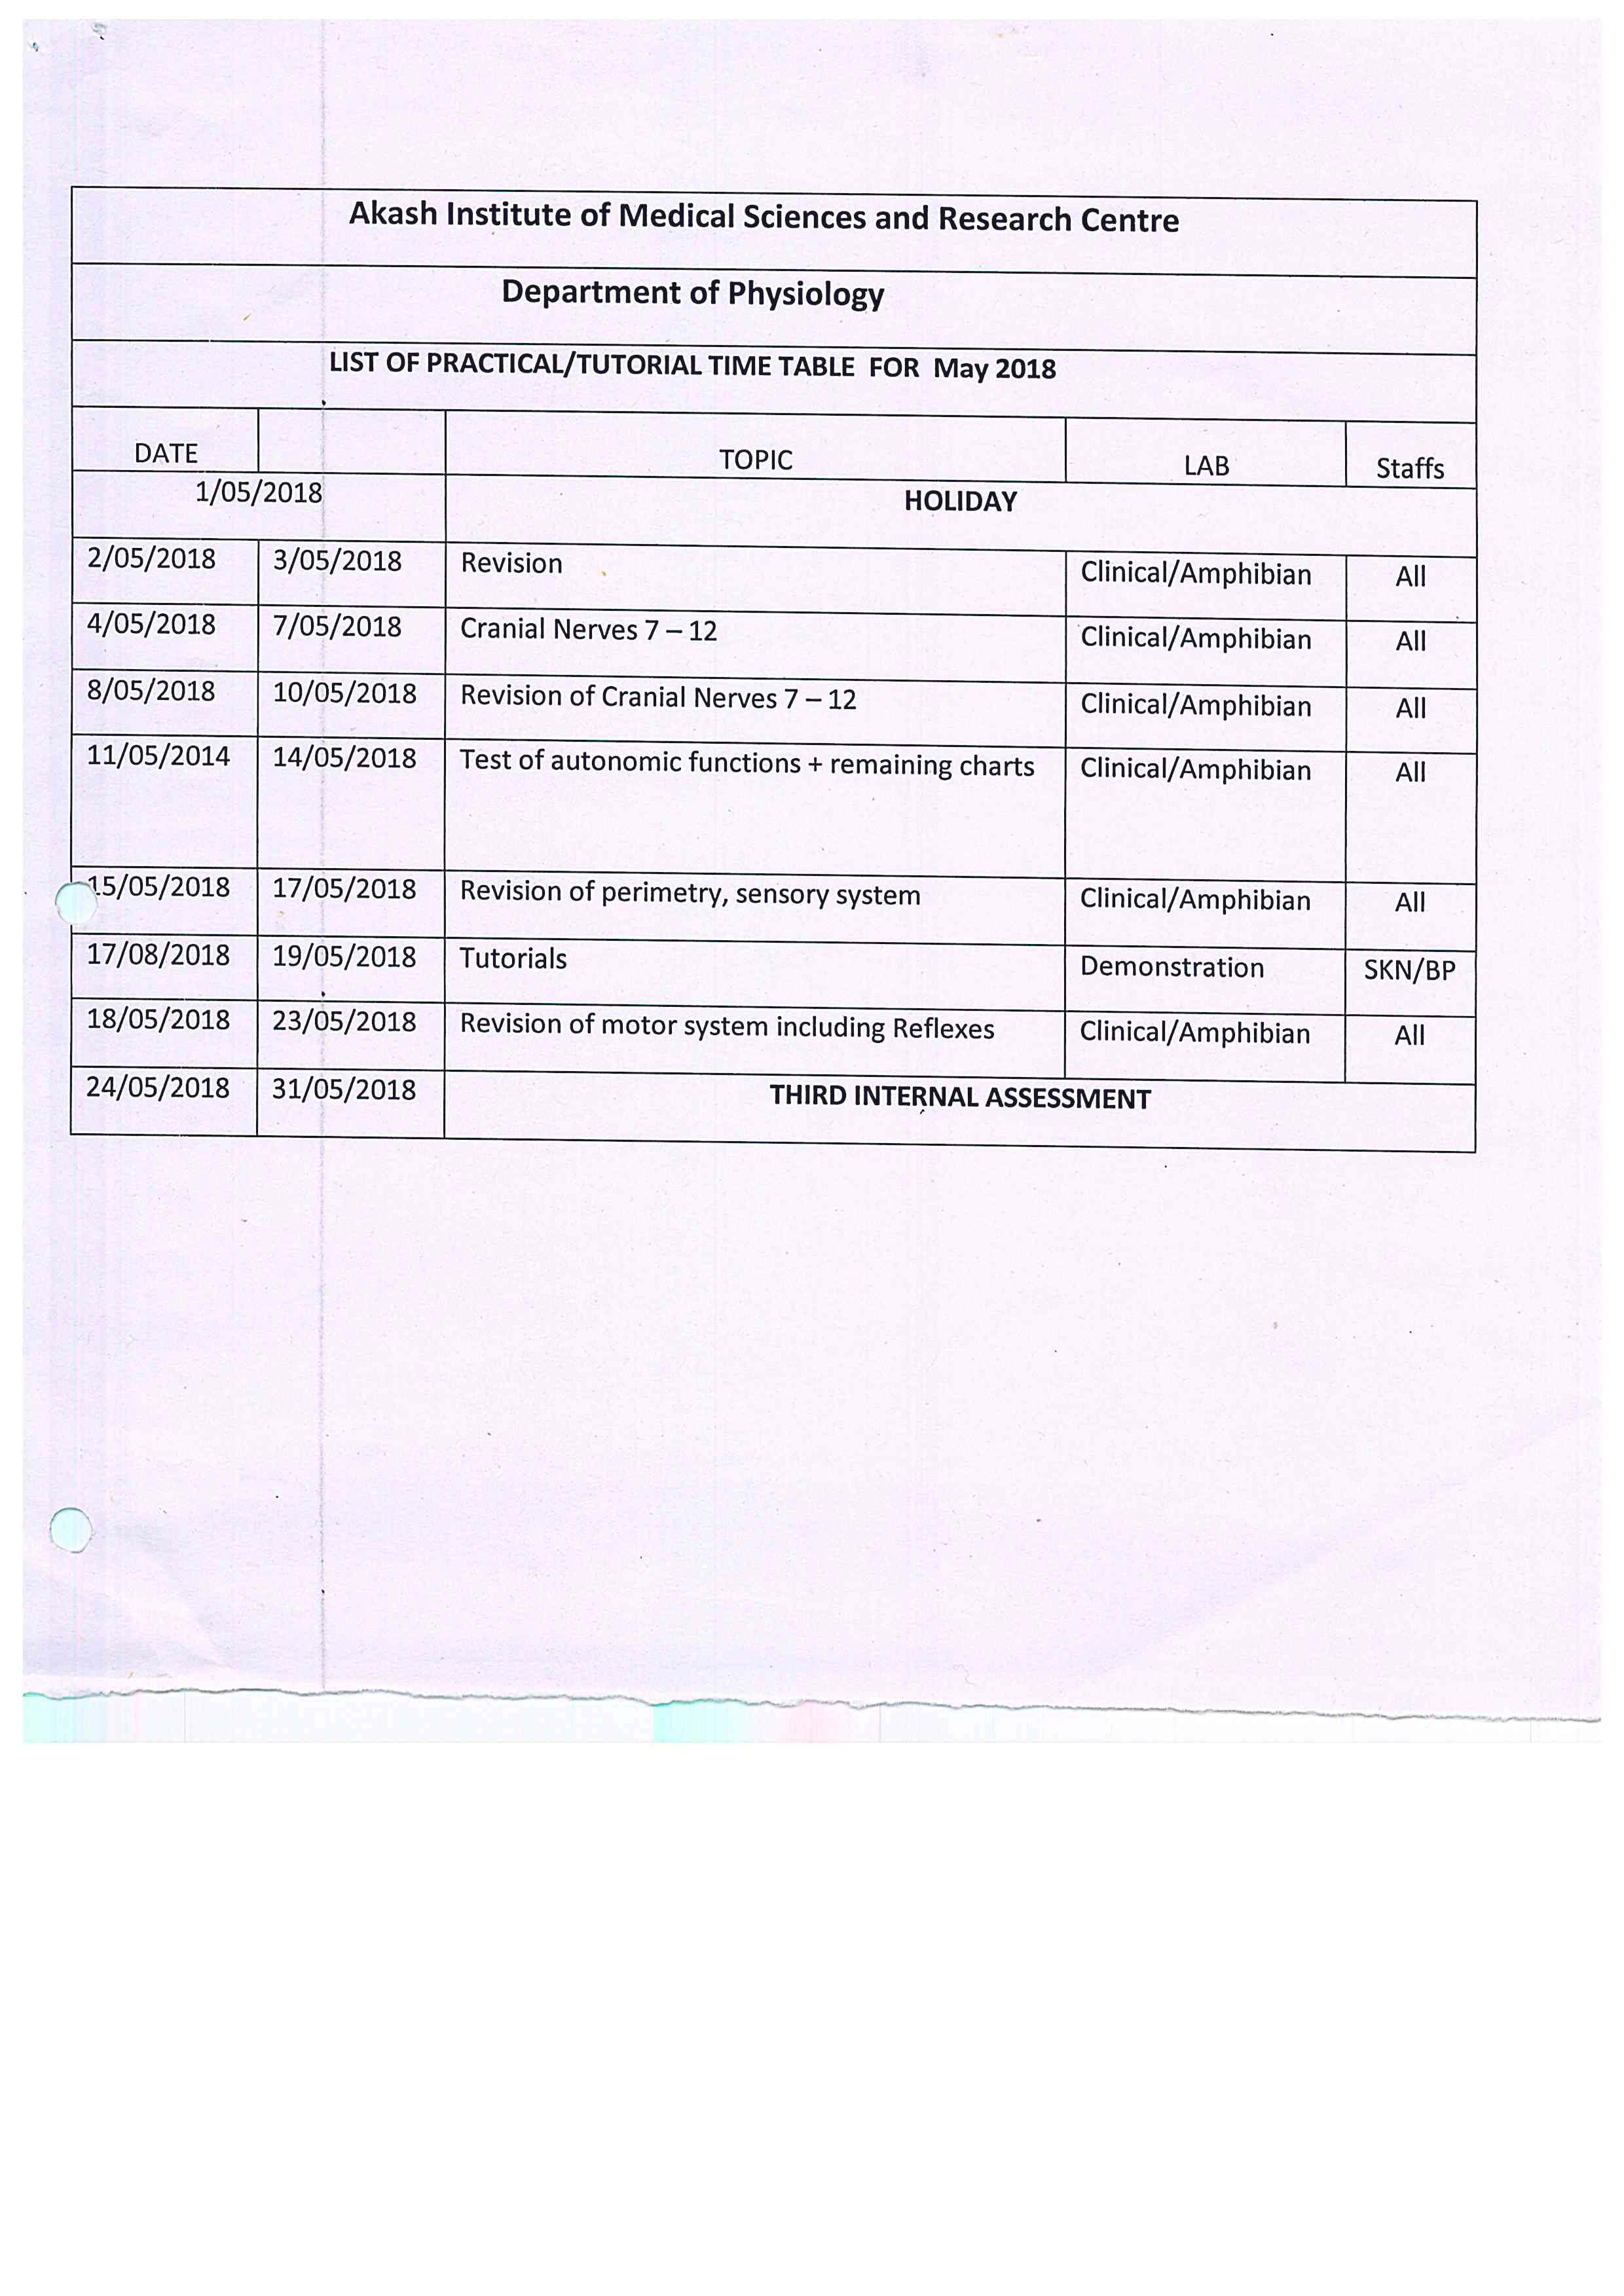 Akash Institute of Medical Sciences and Research Centre
Department of Physiology
LIST OF PRACTICAL/TUTORIAL TIME TABLE FOR May 2018
DATE TOPIC LAB Staffs
1/05/2018 HOLIDAY
2/05/2018 3/05/2018 Revision Clinical/Amphibian All
4/05/2018 7/05/2018 Cranial Nerves 7 – 12 Clinical/Amphibian All
8/05/2018 10/05/2018 Revision of Cranial Nerves 7 – 12 Clinical/Amphibian All
11/05/2014 14/05/2018 Test of autonomic functions + remaining charts Clinical/Amphibian All
15/05/2018 17/05/2018 Revision of perimetry, sensory system Clinical/Amphibian All
17/08/2018 19/05/2018 Tutorials Demonstration SKN/BP
18/05/2018 23/05/2018 Revision of motor system including Reflexes Clinical/Amphibian All
24/05/2018 31/05/2018 THIRD INTERNAL ASSESSMENT